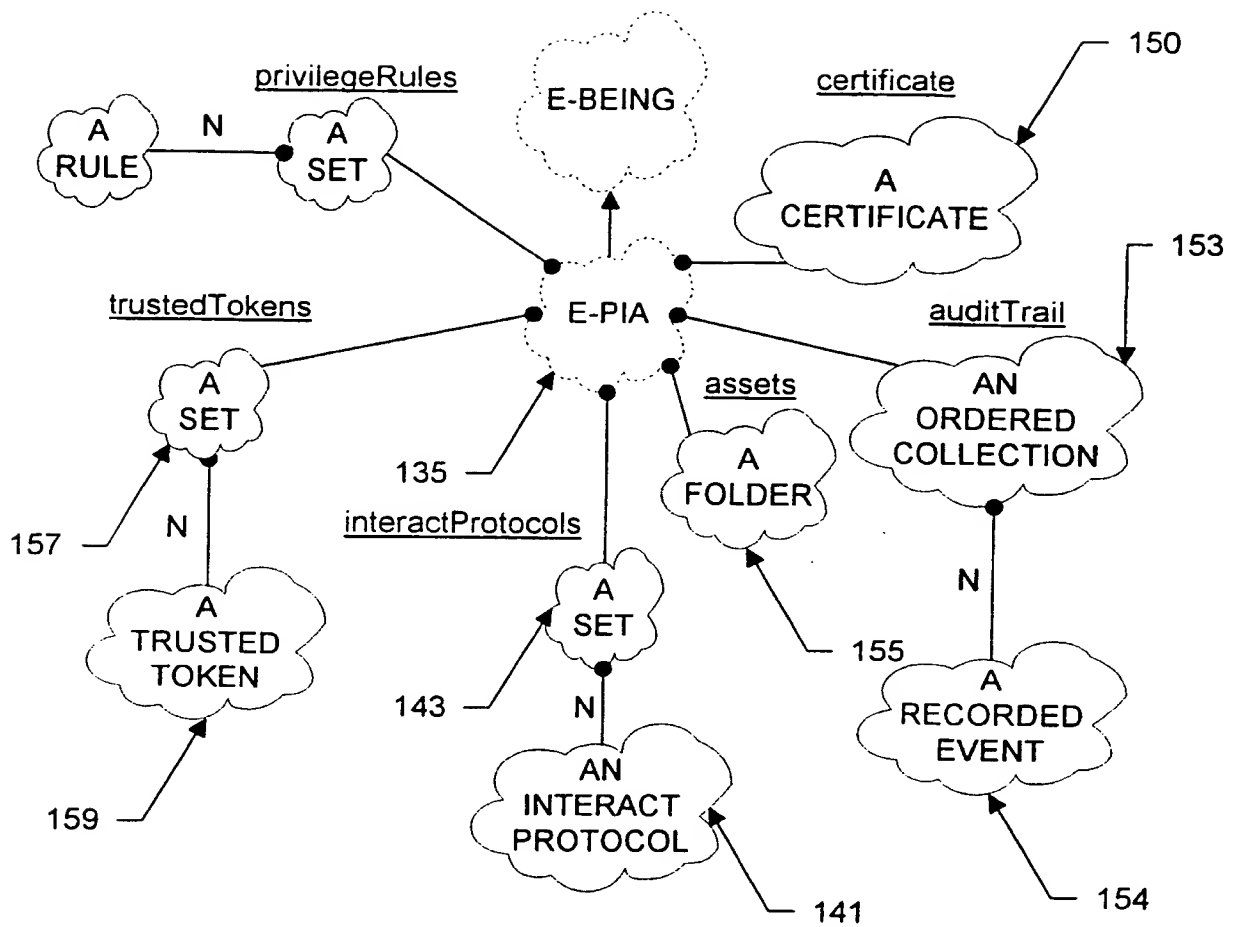 150
privilegeRules
E-BEING
certificate
A
RULE
N
A
SET
A
CERTIFICATE
153
trustedTokens
E-PIA
auditTrail
A
SET
assets
AN
ORDERED
COLLECTION
135
A
FOLDER
157
N
interactProtocols
N
A
TRUSTED
TOKEN
A
SET
155
143
N
A
RECORDED
EVENT
159
AN
INTERACT
PROTOCOL
141
154